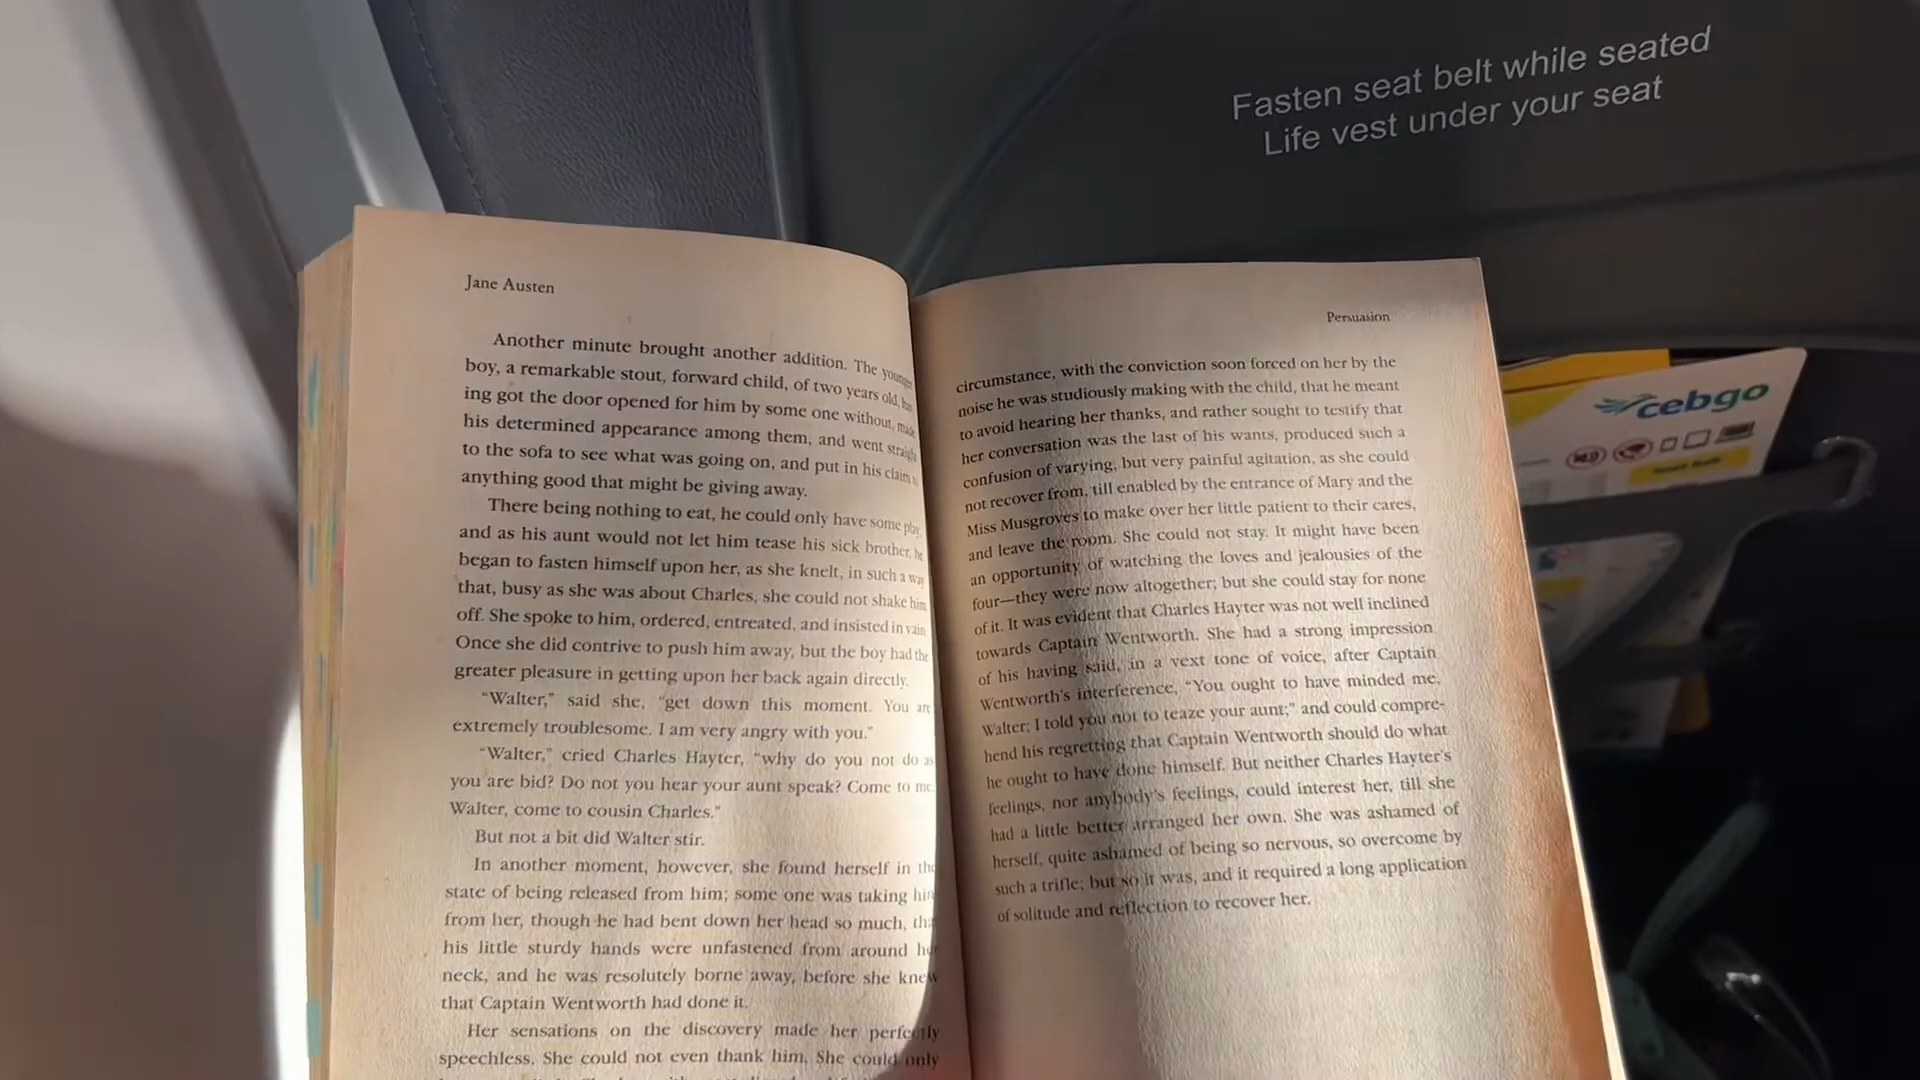 Fasten seat belt while seated
Life vest under your seat
Jane Austen
Another minute brought another addition. The younger
boy, a remarkable stout, forward child, of two years old, hav
ing got the door opened for him by some one without, made
his determined appearance among them, and went straight
to the sofa to see what was going on, and put in his claim to
anything good that might be giving away.
There being nothing to eat, he could only have some play,
and as his aunt would not let him tease his sick brother, he
began to fasten himself upon her, as she knelt, in such a way
that, busy as she was about Charles, she could not shake him
off. She spoke to him, ordered, entreated, and insisted in vain.
Once she did contrive to push him away, but the boy had the
greater pleasure in getting upon her back again directly.
"Walter," said she, "get down this moment. You are
extremely troublesome. I am very angry with you."
"Walter," cried Charles Hayter, "why do you not do as
you are bid? Do not you hear your aunt speak? Come to me,
Walter, come to cousin Charles."
But not a bit did Walter stir.
In another moment, however, she found herself in the
state of being released from him; some one was taking him
from her, though he had bent down her head so much, that
his little sturdy hands were unfastened from around her
neck, and he was resolutely borne away, before she knew
that Captain Wentworth had done it.
Her sensations on the discovery made her perfectly
speechless. She could not even thank him. She could only
Persuasion
circumstance, with the conviction soon forced on her by the
noise he was studiously making with the child, that he meant
to avoid hearing her thanks, and rather sought to testify that
her conversation was the last of his wants, produced such a
confusion of varying, but very painful agitation, as she could
not recover from, till enabled by the entrance of Mary and the
Miss Musgroves to make over her little patient to their cares,
and leave the room. She could not stay. It might have been
an opportunity of watching the loves and jealousies of the
four—they were now altogether; but she could stay for none
of it. It was evident that Charles Hayter was not well inclined
towards Captain Wentworth. She had a strong impression
of his having said, in a vext tone of voice, after Captain
Wentworth's interference, "You ought to have minded me,
Walter; I told you not to teaze your aunt;" and could compre-
hend his regretting that Captain Wentworth should do what
he ought to have done himself. But neither Charles Hayter's
feelings, nor anybody's feelings, could interest her, till she
had a little better arranged her own. She was ashamed of
herself, quite ashamed of being so nervous, so overcome by
such a trifle; but so it was, and it required a long application
of solitude and reflection to recover her.
cebgo